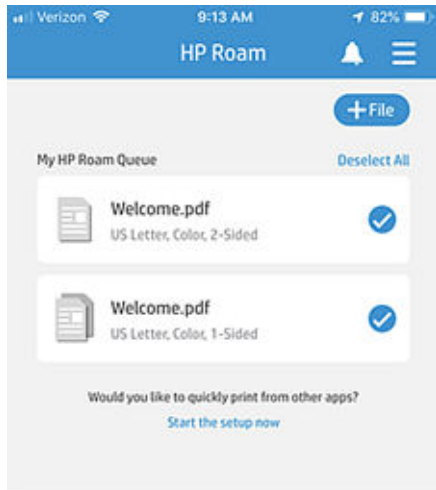 Verizon 9:13 AM 82%
HP Roam
+File
My HP Roam Queue Deselect All
Welcome.pdf
US Letter, Color, 2-Sided
Welcome.pdf
US Letter, Color, 1-Sided
Would you like to quickly print from other apps?
Start the setup now